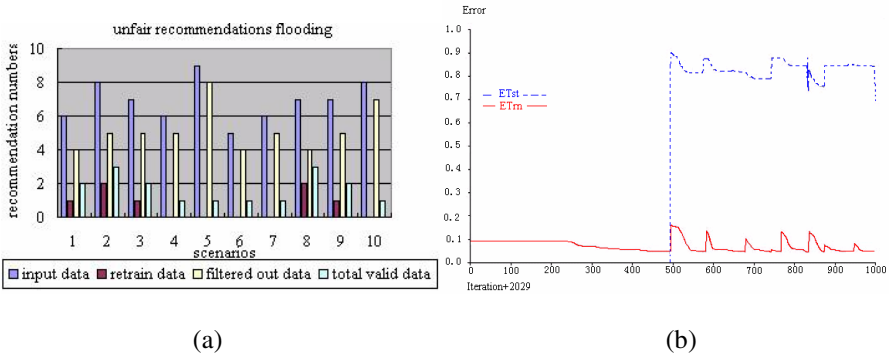 unfair recommendations flooding
recommendation numbers
10
8
6
4
2
0
1 2 3 4 5 6 7 8 9 10
scenarios
input data retrain data filtered out data total valid data
(a)
Error
1.0
0.9
0.8
0.7
0.6
0.5
0.4
0.3
0.2
0.1
0.0
ETst
ETrn
0 100 200 300 400 500 600 700 800 900 1000
Iteration+2029
(b)